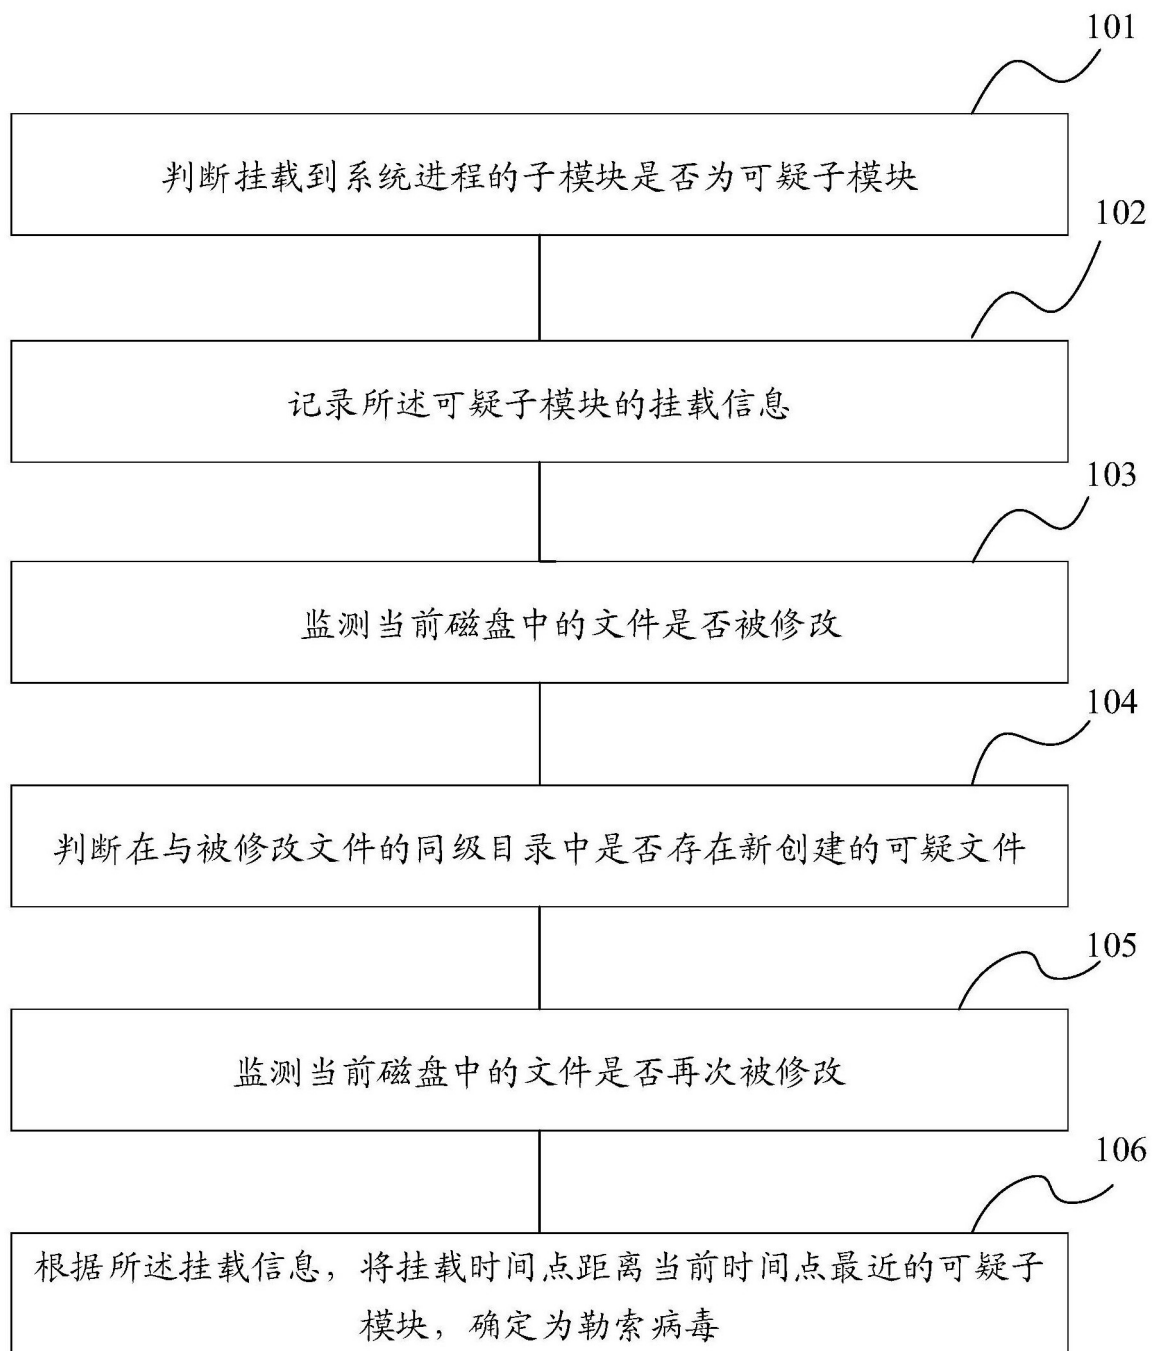 101
判断挂载到系统进程的子模块是否为可疑子模块
102
记录所述可疑子模块的挂载信息
103
监测当前磁盘中的文件是否被修改
104
判断在与被修改文件的同级目录中是否存在新创建的可疑文件
105
监测当前磁盘中的文件是否再次被修改
106
根据所述挂载信息，将挂载时间点距离当前时间点最近的可疑子
模块，确定为勒索病毒